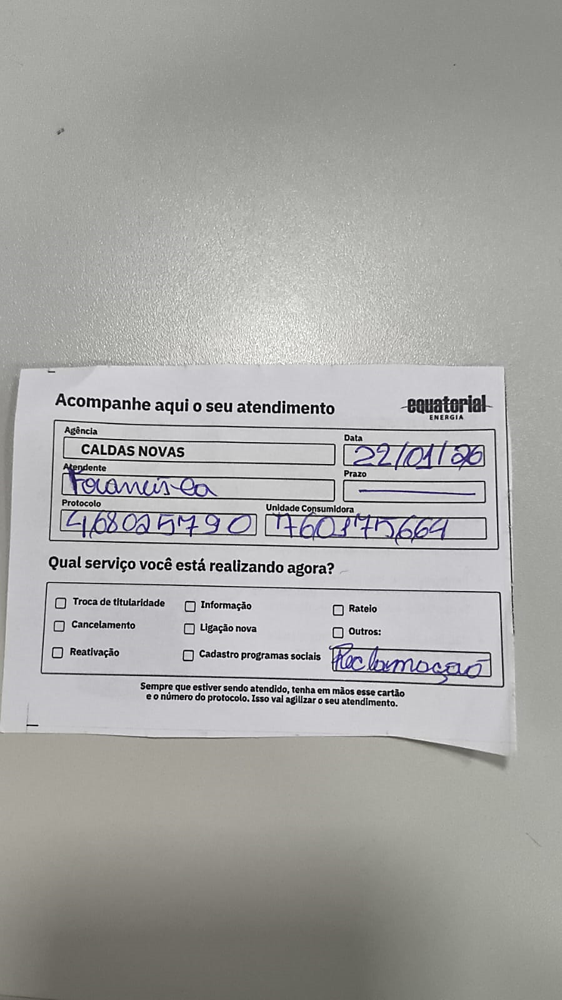 Acompanhe aqui o seu atendimento
equatorial
ENERGIA
Agência
CALDAS NOVAS
Data
22/01/26
Atendente
Francisca
Prazo
Protocolo
468025790
Unidade Consumidora
760175664
Qual serviço você está realizando agora?
Troca de titularidade
Informação
Rateio
Cancelamento
Ligação nova
Outros:
Reativação
Cadastro programas sociais
Reclamação
Sempre que estiver sendo atendido, tenha em mãos esse cartão
e o número do protocolo. Isso vai agilizar o seu atendimento.